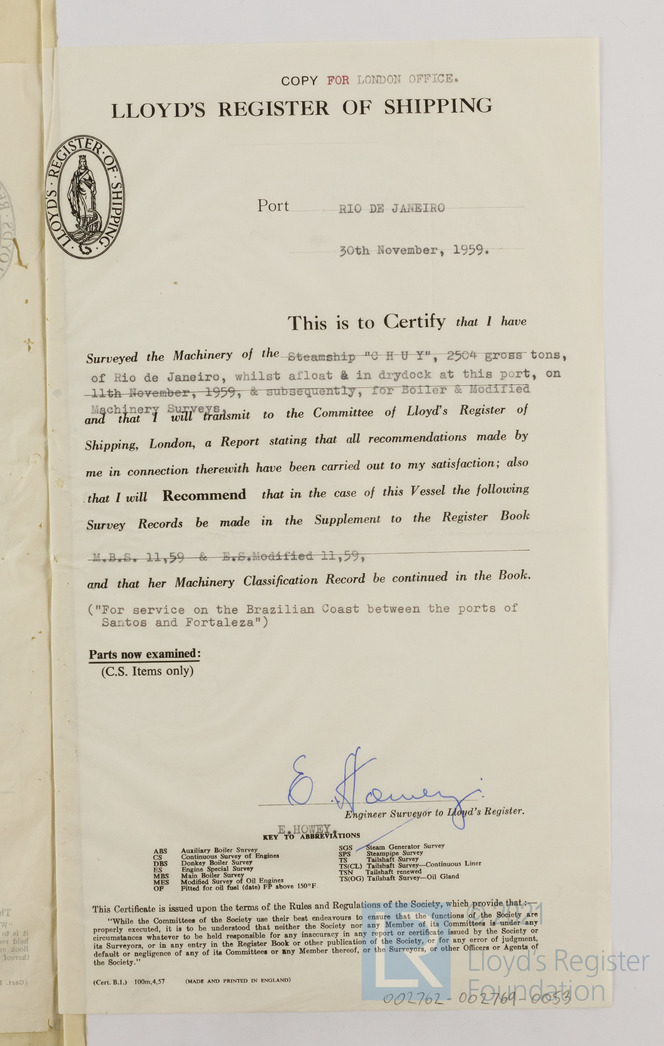 COPY FOR LONDON OFFICE.
LLOYD'S REGISTER OF SHIPPING
LLOYD'S · REGISTER · OF · SHIPPING
Port RIO DE JANEIRO
30th November, 1959.
This is to Certify that I have
Surveyed the Machinery of the Steamship "C H U Y", 2504 gross tons,
of Rio de Janeiro, whilst afloat & in drydock at this port, on
11th November, 1959, & subsequently, for Boiler & Modified
Machinery Surveys,
and that I will transmit to the Committee of Lloyd's Register of
Shipping, London, a Report stating that all recommendations made by
me in connection therewith have been carried out to my satisfaction; also
that I will Recommend that in the case of this Vessel the following
Survey Records be made in the Supplement to the Register Book
M.B.S. 11,59 & E.S.Modified 11,59,
and that her Machinery Classification Record be continued in the Book.
("For service on the Brazilian Coast between the ports of
Santos and Fortaleza")
Parts now examined:
(C.S. Items only)
E Howey
Engineer Surveyor to Lloyd's Register.
E.HOWEY.
KEY TO ABBREVIATIONS
ABS Auxiliary Boiler Survey
CS Continuous Survey of Engines
DBS Donkey Boiler Survey
ES Engine Special Survey
MBS Main Boiler Survey
MES Modified Survey of Oil Engines
OF Fitted for oil fuel (date) FP above 150°F
SGS Steam Generator Survey
SPS Steampipe Survey
TS Tailshaft Survey
TS(CL) Tailshaft Survey—Continuous Liner
TSN Tailshaft renewed
TS(OG) Tailshaft Survey—Oil Gland
This Certificate is issued upon the terms of the Rules and Regulations of the Society, which provide that:—
"While the Committees of the Society use their best endeavours to ensure that the functions of the Society are
properly executed, it is to be understood that neither the Society nor any Member of its Committees is under any
circumstances whatever to be held responsible for any inaccuracy in any report or certificate issued by the Society or
its Surveyors, or in any entry in the Register Book or other publication of the Society, or for any error of judgment,
default or negligence of any of its Committees or any Member thereof, or the Surveyors, or other Officers or Agents of
the Society."
(Cert. B.1.) 100m,4,57 (MADE AND PRINTED IN ENGLAND)
Lloyd's Register
Foundation
002762-002769-0053